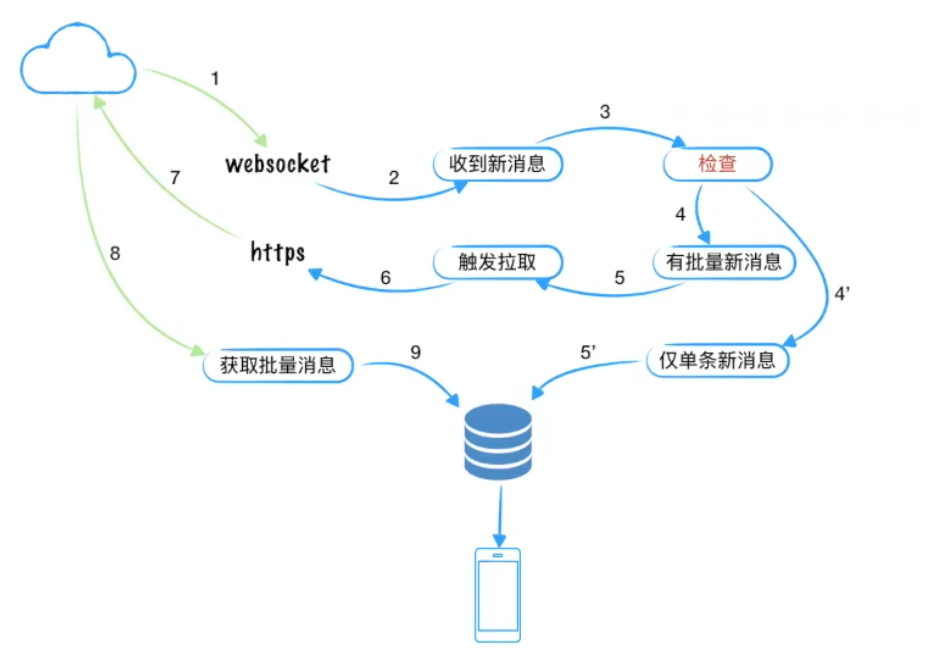 1
3
websocket
2
收到新消息
检查
7
4
https
8
触发拉取
6
5
有批量新消息
4’
获取批量消息
9
5’
仅单条新消息